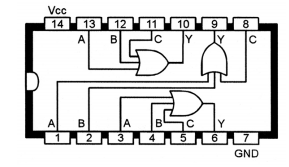 Vcc
14 13 12 11 10 9 8
A B C Y Y C
A B A B C Y
1 2 3 4 5 6 7
GND